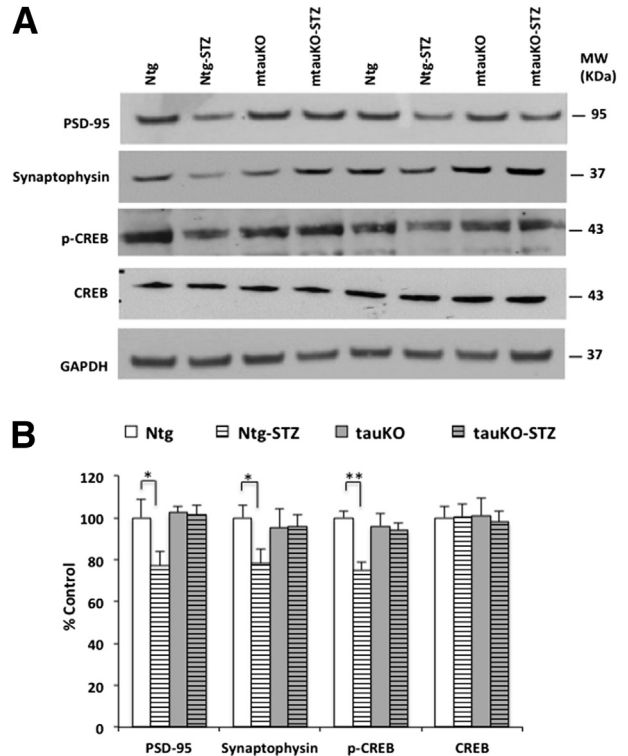 A
Ntg Ntg-STZ mtauKO mtauKO-STZ Ntg Ntg-STZ mtauKO mtauKO-STZ
MW
(KDa)
PSD-95 — 95
Synaptophysin — 37
p-CREB — 43
CREB — 43
GAPDH — 37
B
Ntg Ntg-STZ tauKO tauKO-STZ
120
100
80
60
40
20
0
% Control
* * **
PSD-95 Synaptophysin p-CREB CREB